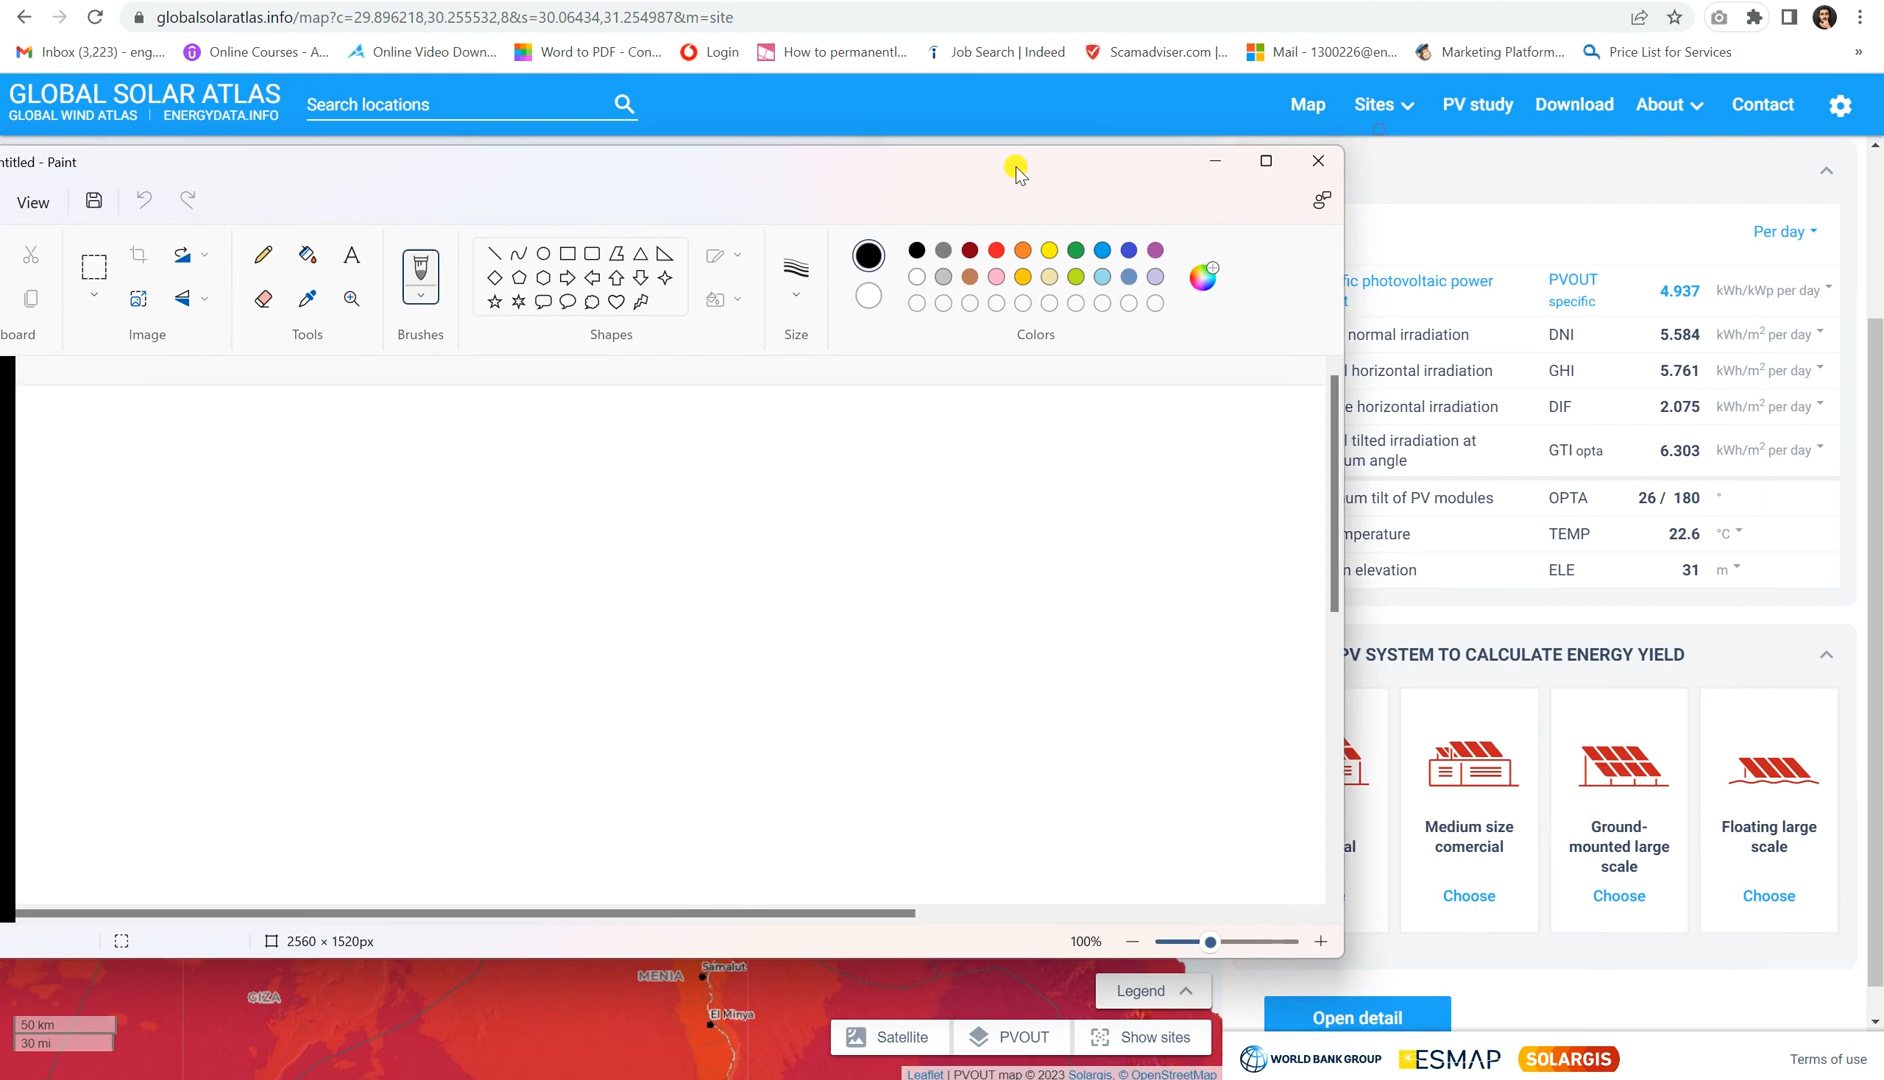 globalsolaratlas.info/map?c=29.896218,30.255532,8&s=30.06434,31.254987&m=site
Inbox (3,223) - eng....
Online Courses - A...
Online Video Down...
Word to PDF - Con...
Login
How to permanentl...
Job Search | Indeed
Scamadviser.com |...
Mail - 1300226@en...
Marketing Platform...
Price List for Services
»
GLOBAL SOLAR ATLAS
GLOBAL WIND ATLAS | ENERGYDATA.INFO
Search locations
Map
Sites
PV study
Download
About
Contact
ntitled - Paint
View
board
Image
Tools
Brushes
Shapes
Size
Colors
Per day
fic photovoltaic power
t
PVOUT
specific
4.937
kWh/kWp per day
normal irradiation
DNI
5.584
kWh/m² per day
l horizontal irradiation
GHI
5.761
kWh/m² per day
e horizontal irradiation
DIF
2.075
kWh/m² per day
l tilted irradiation at
um angle
GTI opta
6.303
kWh/m² per day
um tilt of PV modules
OPTA
26 / 180
°
mperature
TEMP
22.6
°C
n elevation
ELE
31
m
PV SYSTEM TO CALCULATE ENERGY YIELD
al
Medium size
comercial
Choose
Ground-
mounted large
scale
Choose
Floating large
scale
Choose
2560 × 1520px
100%
MENIA
Samalut
GIZA
El Minya
50 km
30 mi
Legend
Satellite
PVOUT
Show sites
Leaflet | PVOUT map © 2023 Solargis, © OpenStreetMap
Open detail
WORLD BANK GROUP
ESMAP
SOLARGIS
Terms of use